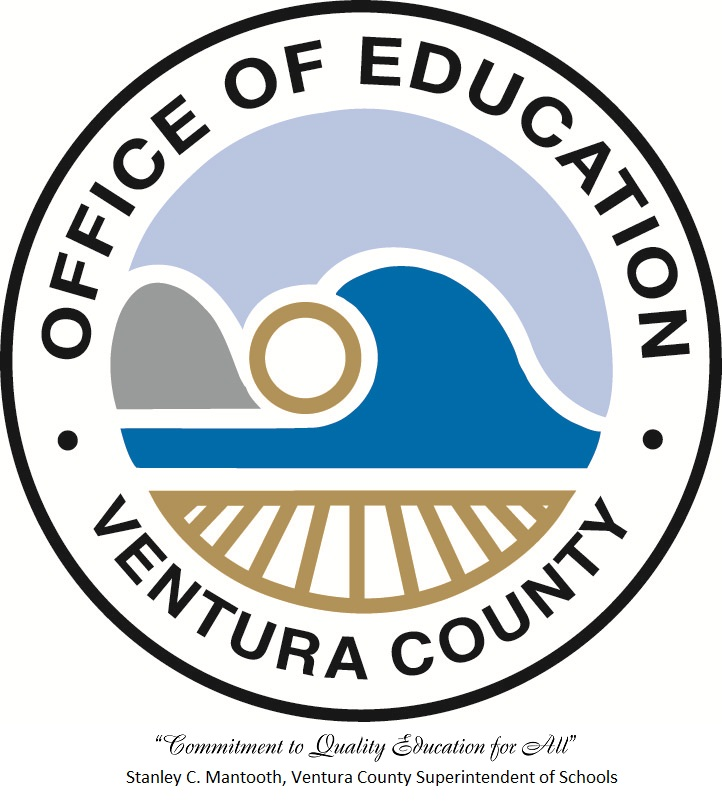 OFFICE OF EDUCATION
• VENTURA COUNTY •
“Commitment to Quality Education for All”
Stanley C. Mantooth, Ventura County Superintendent of Schools